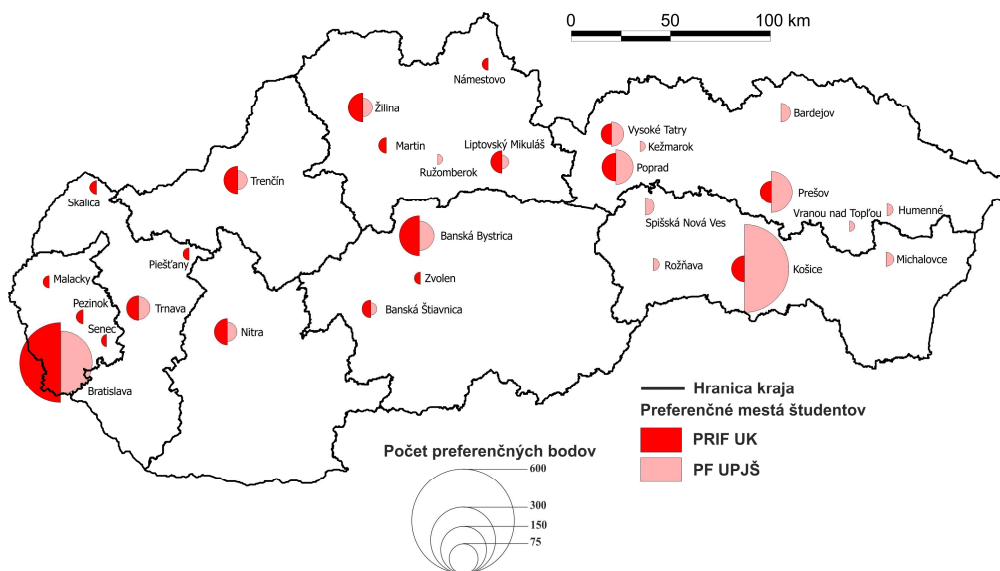 0 50 100 km
Námestovo
Žilina
Bardejov
Vysoké Tatry
Martin
Liptovský Mikuláš
Kežmarok
Ružomberok
Poprad
Trenčín
Skalica
Prešov
Vranou nad Topľou
Humenné
Spišská Nová Ves
Banská Bystrica
Piešťany
Michalovce
Rožňava
Košice
Malacky
Zvolen
Pezinok
Trnava
Banská Štiavnica
Senec
Nitra
Bratislava
Hranica kraja
Preferenčné mestá študentov
PRIF UK
PF UPJŠ
Počet preferenčných bodov
600
300
150
75